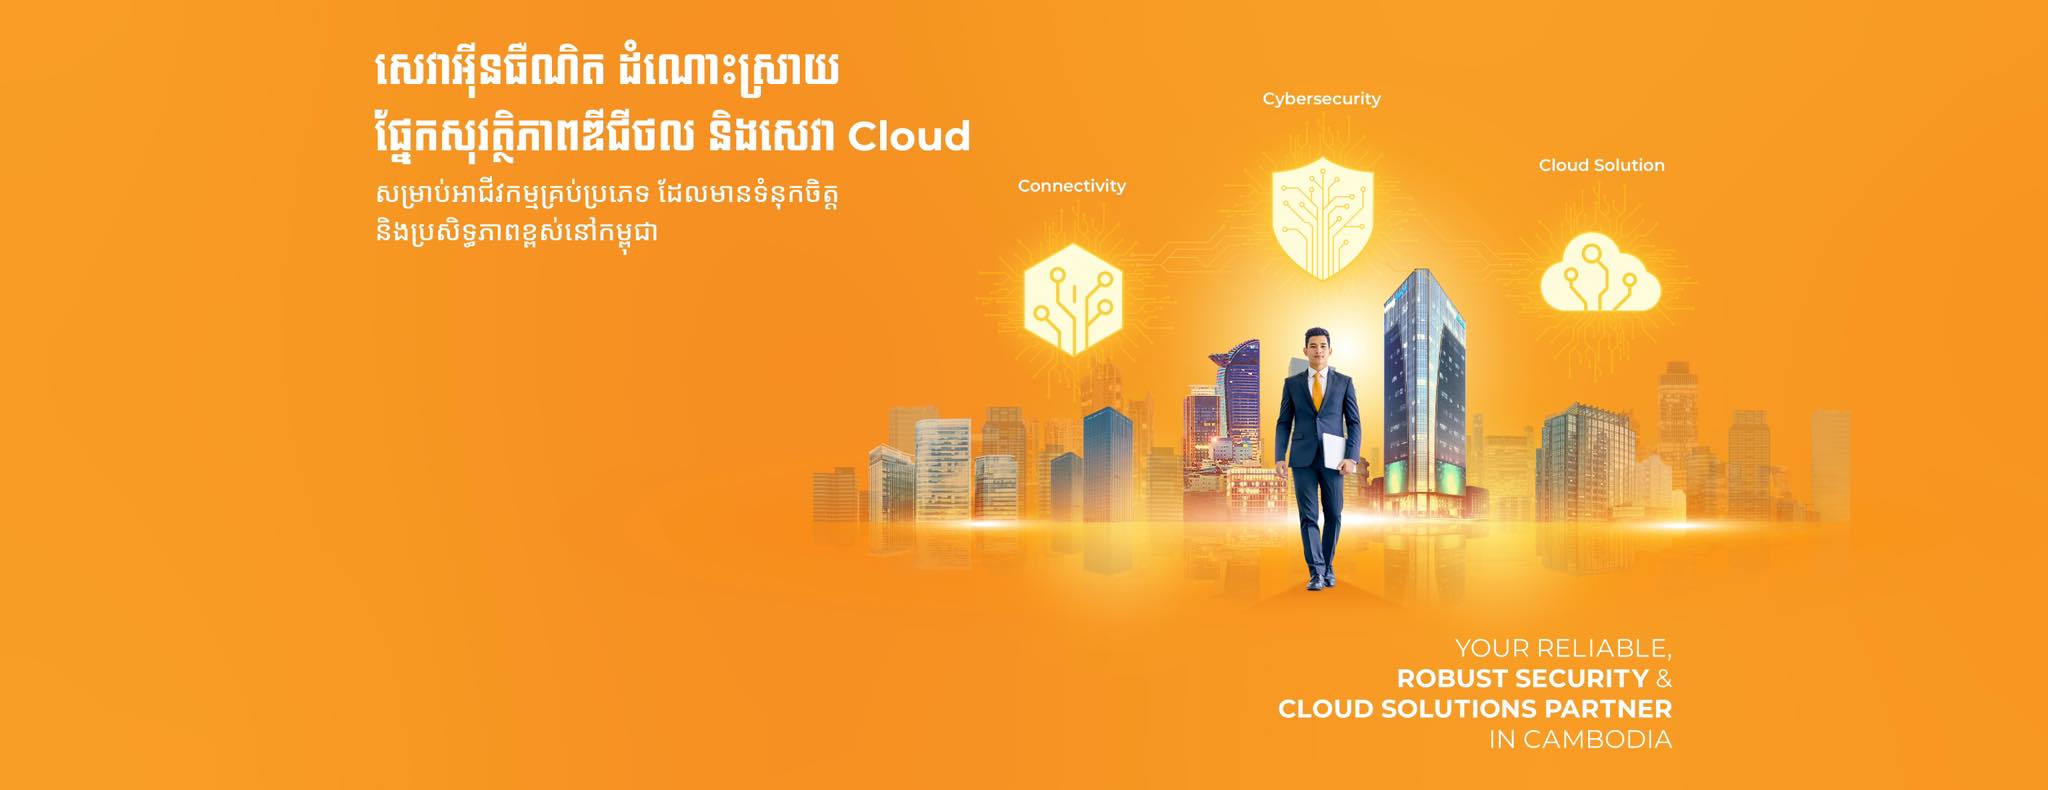 សេវាអ៊ីនធឺណិត ដំណោះស្រាយ
ផ្នែកសុវត្ថិភាពឌីជីថល និងសេវា Cloud
សម្រាប់អាជីវកម្មគ្រប់ប្រភេទ ដែលមានទំនុកចិត្ត
និងប្រសិទ្ធភាពខ្ពស់នៅកម្ពុជា
Cybersecurity
Cloud Solution
Connectivity
YOUR RELIABLE,
ROBUST SECURITY &
CLOUD SOLUTIONS PARTNER
IN CAMBODIA